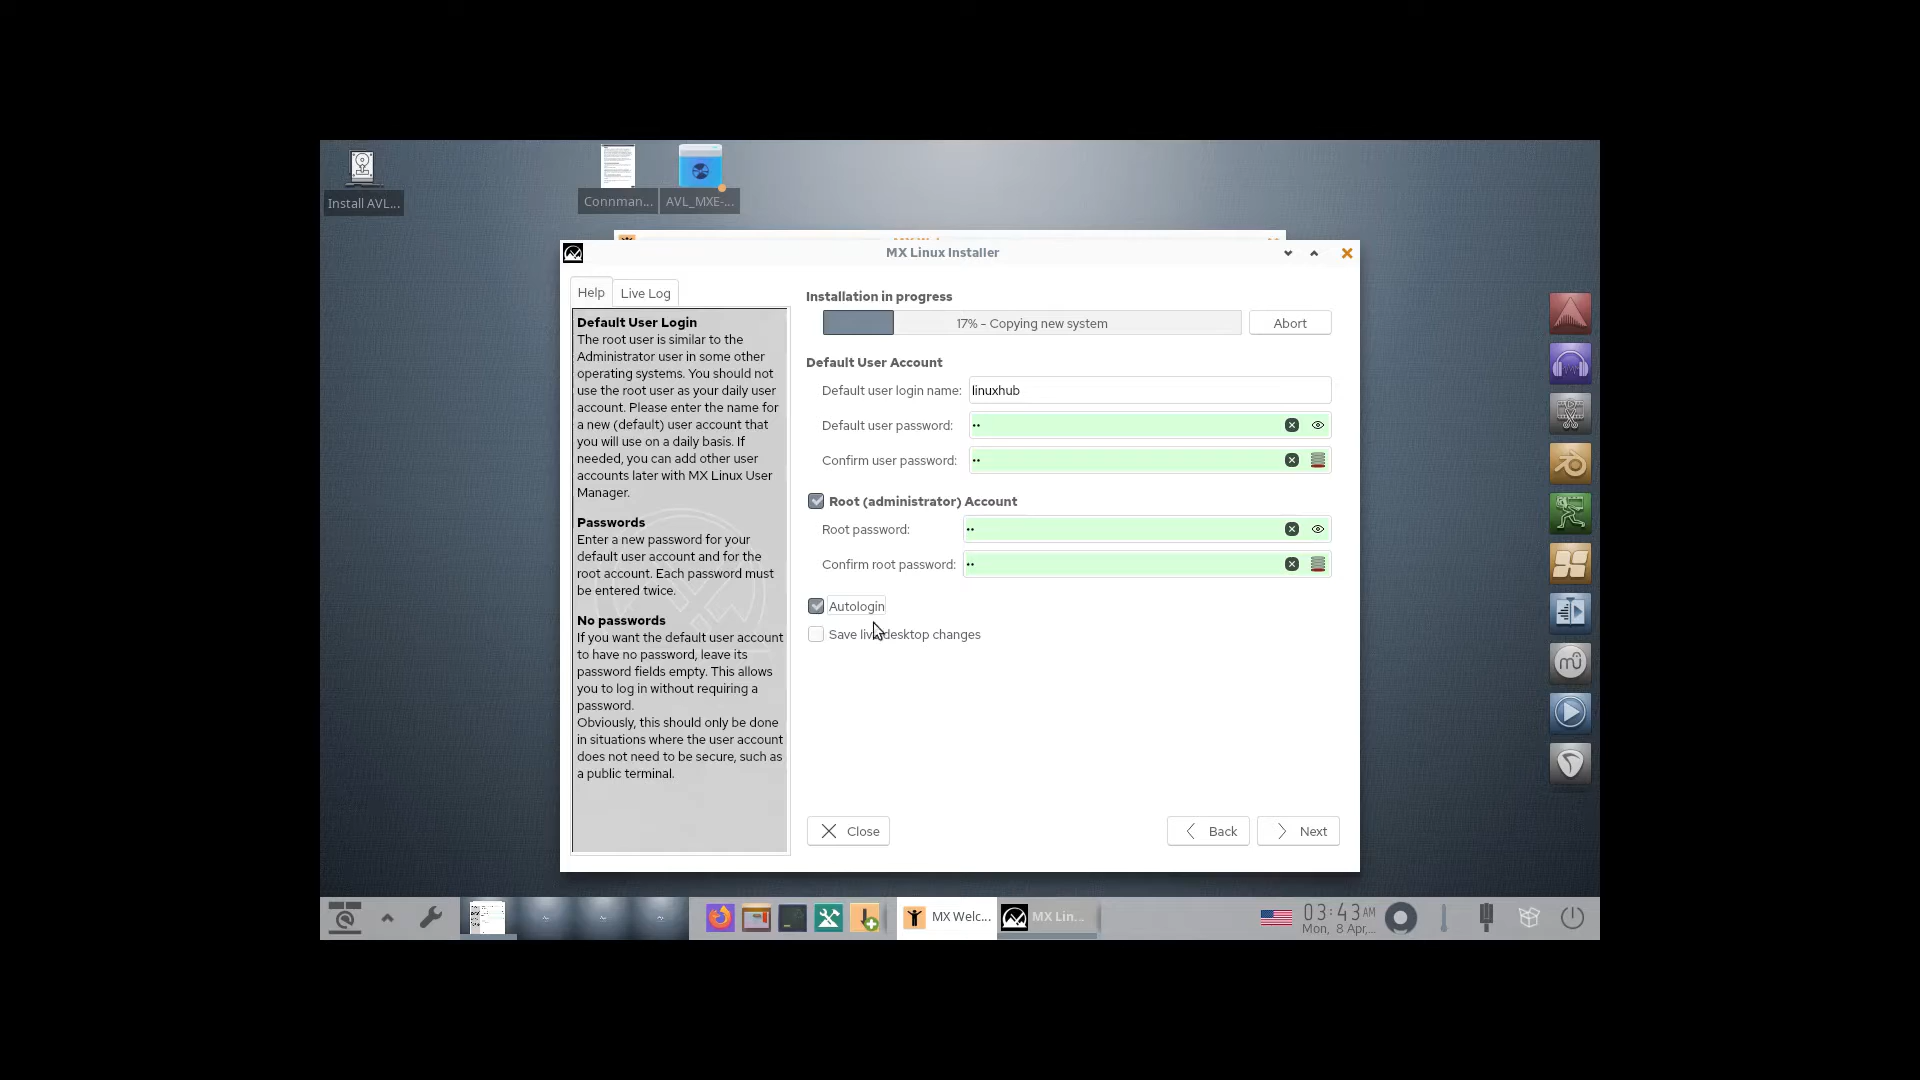 Install AVL...
Connman...
AVL_MXE-...
MX Linux Installer
Help
Live Log
Default User Login
The root user is similar to the
Administrator user in some other
operating systems. You should not
use the root user as your daily user
account. Please enter the name for
a new (default) user account that
you will use on a daily basis. If
needed, you can add other user
accounts later with MX Linux User
Manager.
Passwords
Enter a new password for your
default user account and for the
root account. Each password must
be entered twice.
No passwords
If you want the default user account
to have no password, leave its
password fields empty. This allows
you to log in without requiring a
password.
Obviously, this should only be done
in situations where the user account
does not need to be secure, such as
a public terminal.
Installation in progress
17% - Copying new system
Abort
Default User Account
Default user login name:
linuxhub
Default user password:
••
Confirm user password:
••
Root (administrator) Account
Root password:
••
Confirm root password:
••
Autologin
Save live desktop changes
Close
Back
Next
MX Welc...
MX Lin...
03:43 AM
Mon, 8 Apr,...